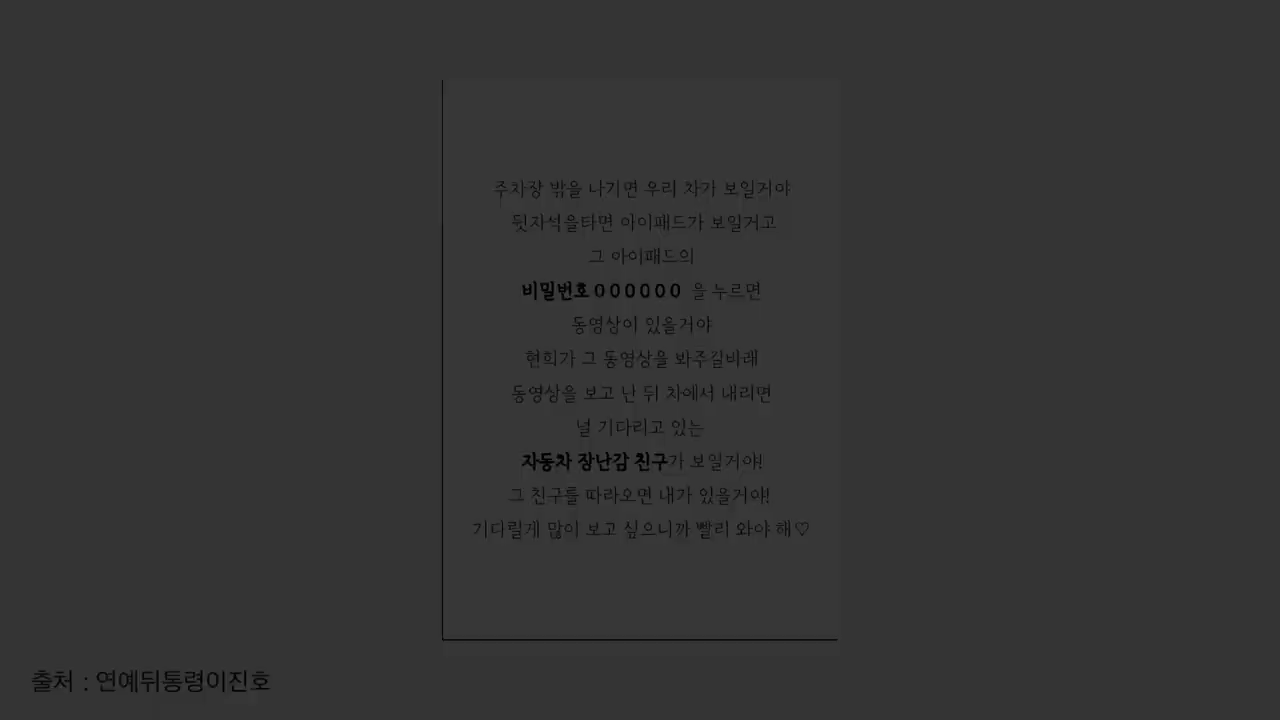 주차장 밖을 나기면 우리 차가 보일거야
뒷자석을타면 아이패드가 보일거고
그 아이패드의
비밀번호 0 0 0 0 0 0 을 누르면
동영상이 있을거야
현희가 그 동영상을 봐주길바래
동영상을 보고 난 뒤 차에서 내리면
널 기다리고 있는
자동차 장난감 친구가 보일거야!
그 친구를 따라오면 내가 있을거야!
기다릴게 많이 보고 싶으니까 빨리 와야 해♡
출처 : 연예뒤통령이진호